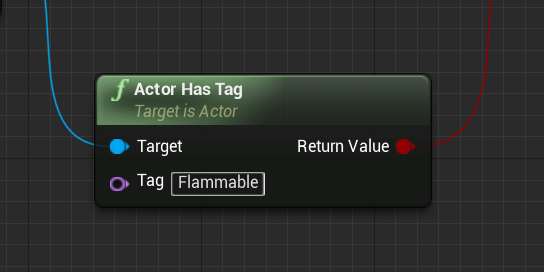 f Actor Has Tag
Target is Actor
Target Return Value
Tag Flammable